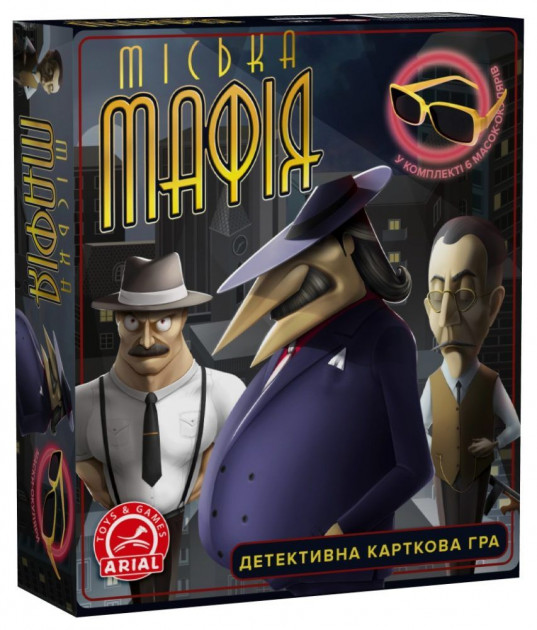 МІСЬКА
МАФІЯ
У КОМПЛЕКТІ 6 МАСОК-ОКУЛЯРІВ
МІСЬКА
МАФІЯ
TOYS & GAMES
ARIAL
ДЕТЕКТИВНА КАРТКОВА ГРА